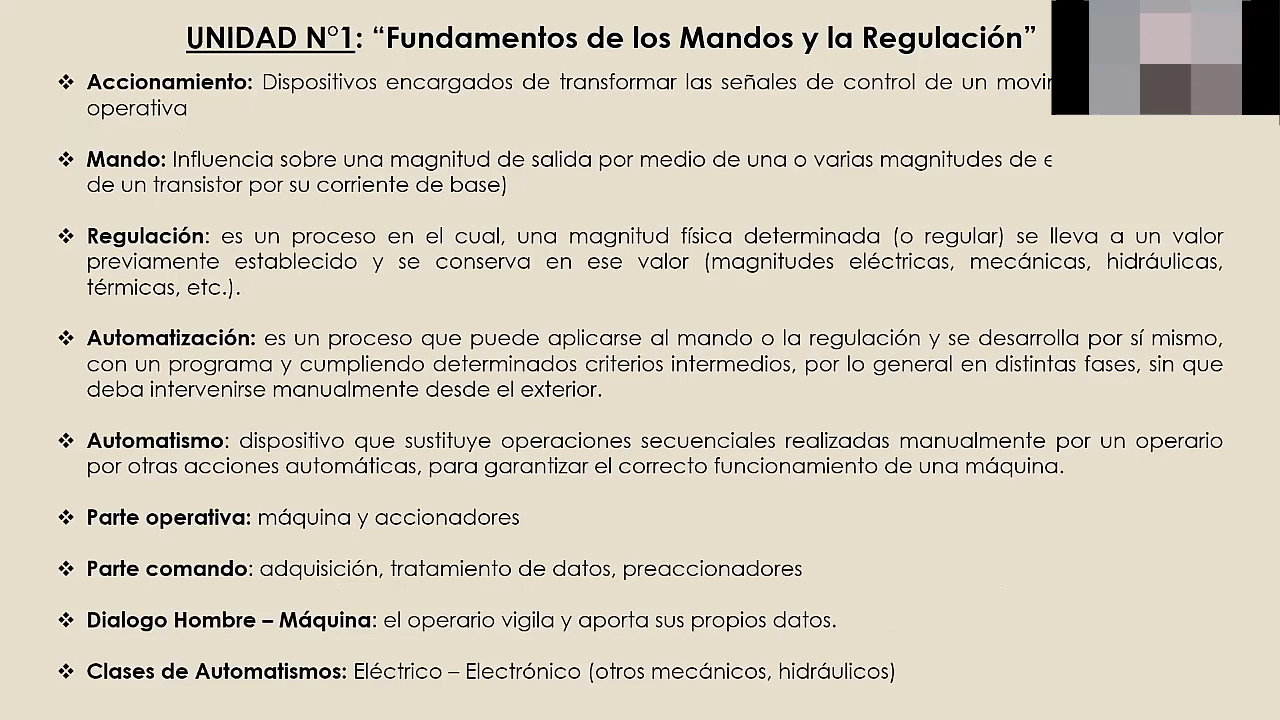 UNIDAD N°1: “Fundamentos de los Mandos y la Regulación”
❖ Accionamiento: Dispositivos encargados de transformar las señales de control de un
operativa
❖ Mando: Influencia sobre una magnitud de salida por medio de una o varias magnitudes de
de un transistor por su corriente de base)
❖ Regulación: es un proceso en el cual, una magnitud física determinada (o regular) se lleva a un valor
previamente establecido y se conserva en ese valor (magnitudes eléctricas, mecánicas, hidráulicas,
térmicas, etc.).
❖ Automatización: es un proceso que puede aplicarse al mando o la regulación y se desarrolla por sí mismo,
con un programa y cumpliendo determinados criterios intermedios, por lo general en distintas fases, sin que
deba intervenirse manualmente desde el exterior.
❖ Automatismo: dispositivo que sustituye operaciones secuenciales realizadas manualmente por un operario
por otras acciones automáticas, para garantizar el correcto funcionamiento de una máquina.
❖ Parte operativa: máquina y accionadores
❖ Parte comando: adquisición, tratamiento de datos, preaccionadores
❖ Dialogo Hombre – Máquina: el operario vigila y aporta sus propios datos.
❖ Clases de Automatismos: Eléctrico – Electrónico (otros mecánicos, hidráulicos)